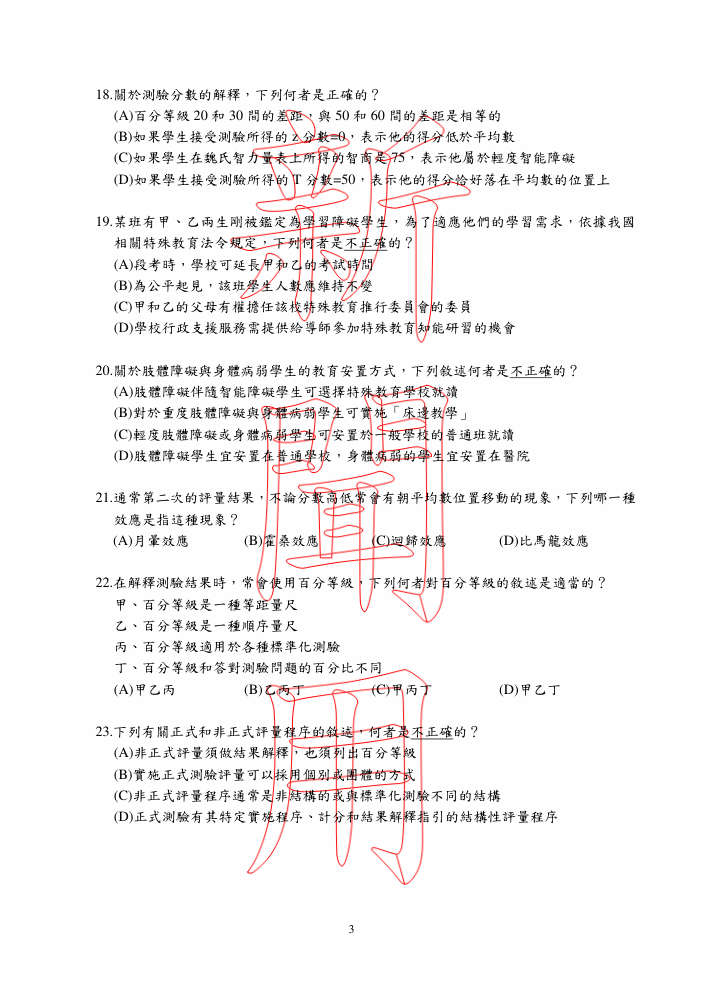 18.關於測驗分數的解釋，下列何者是正確的？
(A)百分等級 20 和 30 間的差距，與 50 和 60 間的差距是相等的
(B)如果學生接受測驗所得的 z 分數=0，表示他的得分低於平均數
(C)如果學生在魏氏智力量表上所得的智商是 75，表示他屬於輕度智能障礙
(D)如果學生接受測驗所得的 T 分數=50，表示他的得分恰好落在平均數的位置上
19.某班有甲、乙兩生剛被鑑定為學習障礙學生，為了適應他們的學習需求，依據我國
相關特殊教育法令規定，下列何者是不正確的？
(A)段考時，學校可延長甲和乙的考試時間
(B)為公平起見，該班學生人數應維持不變
(C)甲和乙的父母有權擔任該校特殊教育推行委員會的委員
(D)學校行政支援服務需提供給導師參加特殊教育知能研習的機會
20.關於肢體障礙與身體病弱學生的教育安置方式，下列敘述何者是不正確的？
(A)肢體障礙伴隨智能障礙學生可選擇特殊教育學校就讀
(B)對於重度肢體障礙與身體病弱學生可實施「床邊教學」
(C)輕度肢體障礙或身體病弱學生可安置於一般學校的普通班就讀
(D)肢體障礙學生宜安置在普通學校，身體病弱的學生宜安置在醫院
21.通常第二次的評量結果，不論分數高低常會有朝平均數位置移動的現象，下列哪一種
效應是指這種現象？
(A)月暈效應 (B)霍桑效應 (C)迴歸效應 (D)比馬龍效應
22.在解釋測驗結果時，常會使用百分等級，下列何者對百分等級的敘述是適當的？
甲、百分等級是一種等距量尺
乙、百分等級是一種順序量尺
丙、百分等級適用於各種標準化測驗
丁、百分等級和答對測驗問題的百分比不同
(A)甲乙丙 (B)乙丙丁 (C)甲丙丁 (D)甲乙丁
23.下列有關正式和非正式評量程序的敘述，何者是不正確的？
(A)非正式評量須做結果解釋，也須列出百分等級
(B)實施正式測驗評量可以採用個別或團體的方式
(C)非正式評量程序通常是非結構的或與標準化測驗不同的結構
(D)正式測驗有其特定實施程序、計分和結果解釋指引的結構性評量程序
3